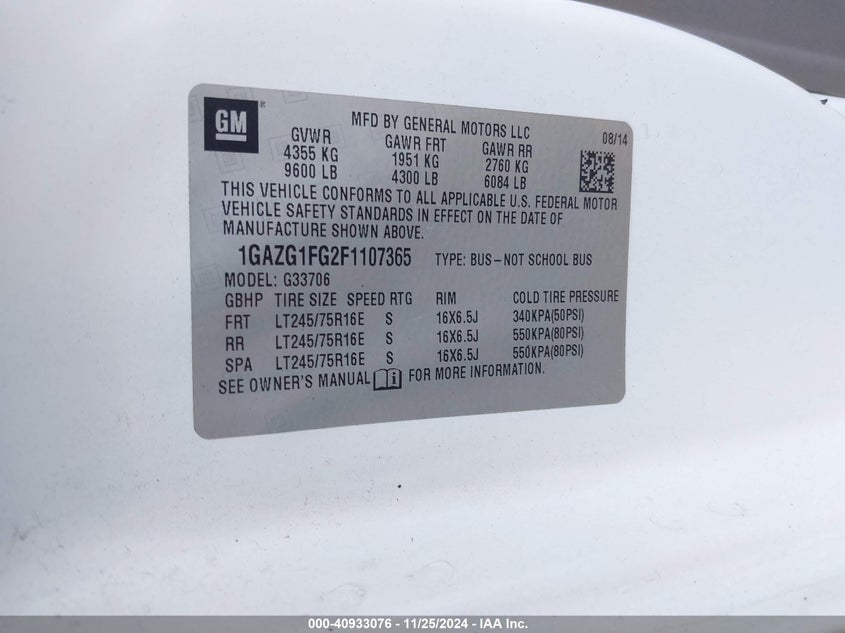 GM ®
MFD BY GENERAL MOTORS LLC 08/14
GVWR GAWR FRT GAWR RR
4355 KG 1951 KG 2760 KG
9600 LB 4300 LB 6084 LB
THIS VEHICLE CONFORMS TO ALL APPLICABLE U.S. FEDERAL MOTOR
VEHICLE SAFETY STANDARDS IN EFFECT ON THE DATE OF
MANUFACTURE SHOWN ABOVE.
1GAZG1FG2F1107365 TYPE: BUS–NOT SCHOOL BUS
MODEL: G33706
GBHP TIRE SIZE SPEED RTG RIM COLD TIRE PRESSURE
FRT LT245/75R16E S 16X6.5J 340KPA(50PSI)
RR LT245/75R16E S 16X6.5J 550KPA(80PSI)
SPA LT245/75R16E S 16X6.5J 550KPA(80PSI)
SEE OWNER'S MANUAL FOR MORE INFORMATION.
000-40933076 - 11/25/2024 - IAA Inc.